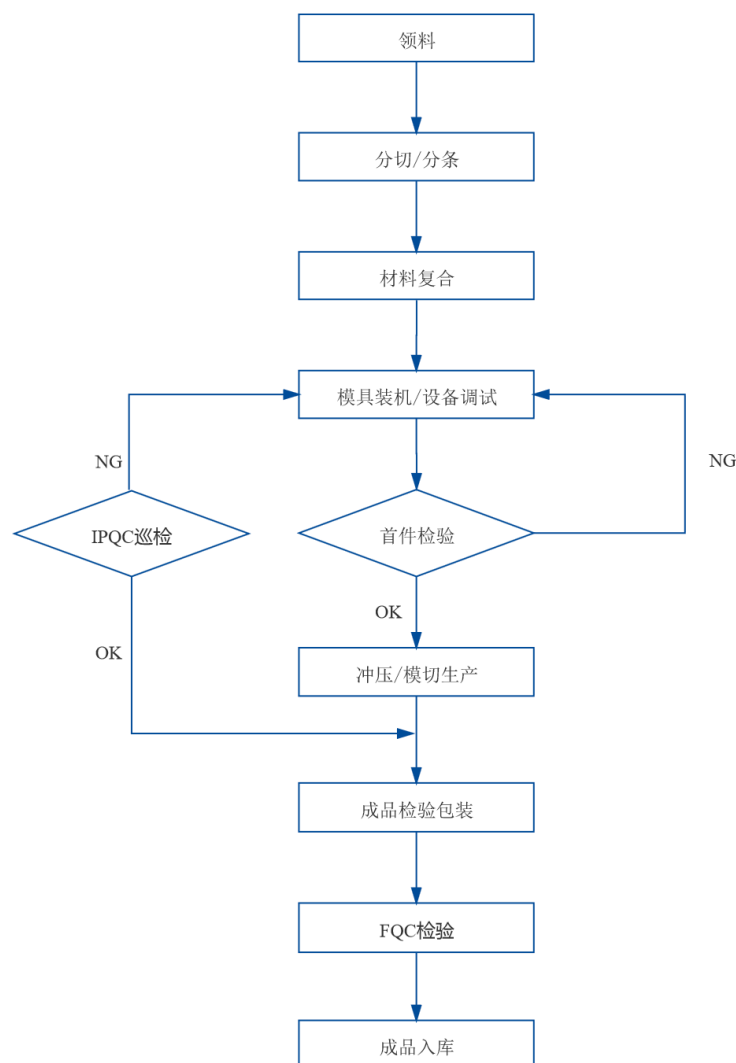 领料
分切/分条
材料复合
模具装机/设备调试
NG
NG
IPQC巡检
首件检验
OK
OK
冲压/模切生产
成品检验包装
FQC检验
成品入库